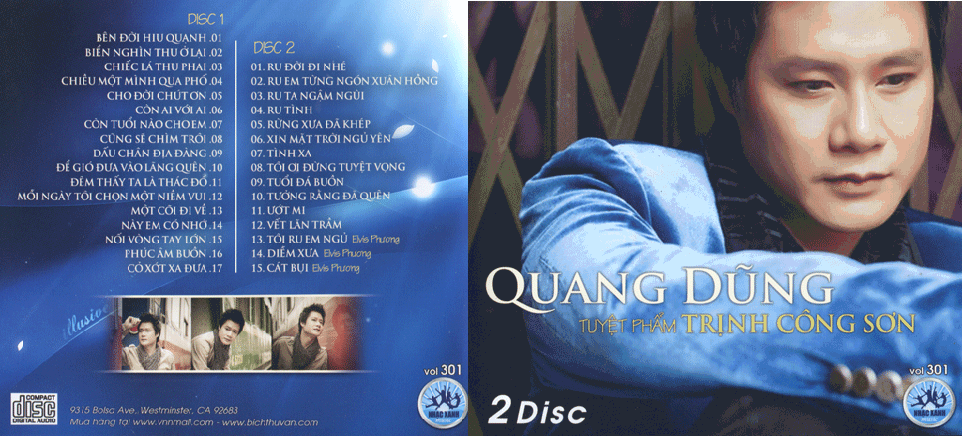 DISC 1
BÊN ĐỜI HIU QUẠNH .01
BIỂN NGHÌN THU Ở LẠI .02
CHIẾC LÁ THU PHAI .03
CHIỀU MỘT MÌNH QUA PHỐ .04
CHO ĐỜI CHÚT ƠN .05
CÒN AI VỚI AI .06
CÒN TUỔI NÀO CHO EM .07
CŨNG SẼ CHÌM TRÔI .08
DẤU CHÂN ĐỊA ĐÀNG .09
ĐỂ GIÓ ĐƯA VÀO LÃNG QUÊN .10
ĐÊM THẤY TA LÀ THÁC ĐỔ .11
MỖI NGÀY TÔI CHỌN MỘT NIỀM VUI .12
MỘT CÕI ĐI VỀ .13
NÀY EM CÓ NHỚ .14
NỐI VÒNG TAY LỚN .15
PHÚC ÂM BUỒN .16
CÓ XÓT XA ĐƯA .17
DISC 2
01. RU ĐỜI ĐI NHÉ
02. RU EM TỪNG NGÓN XUÂN HỒNG
03. RU TA NGẬM NGÙI
04. RU TÌNH
05. RỪNG XƯA ĐÃ KHÉP
06. XIN MẶT TRỜI NGỦ YÊN
07. TÌNH XA
08. TÔI ƠI ĐỪNG TUYỆT VỌNG
09. TUỔI ĐÁ BUỒN
10. TƯỞNG RẰNG ĐÃ QUÊN
11. ƯỚT MI
12. VẾT LĂN TRẦM
13. TÔI RU EM NGỦ Elvis Phương
14. DIỄM XƯA Elvis Phương
15. CÁT BỤI Elvis Phương
illusive
vol 301
NHẠC XANH
COMPACT
disc
DIGITAL AUDIO
9315 Bolsa Ave., Westminster, CA 92683
Mua hàng tại - www.vnnmall.com - www.bichthuvan.com
QUANG DŨNG
TUYỆT PHẨM TRỊNH CÔNG SƠN
vol 301
NHẠC XANH
2 Disc